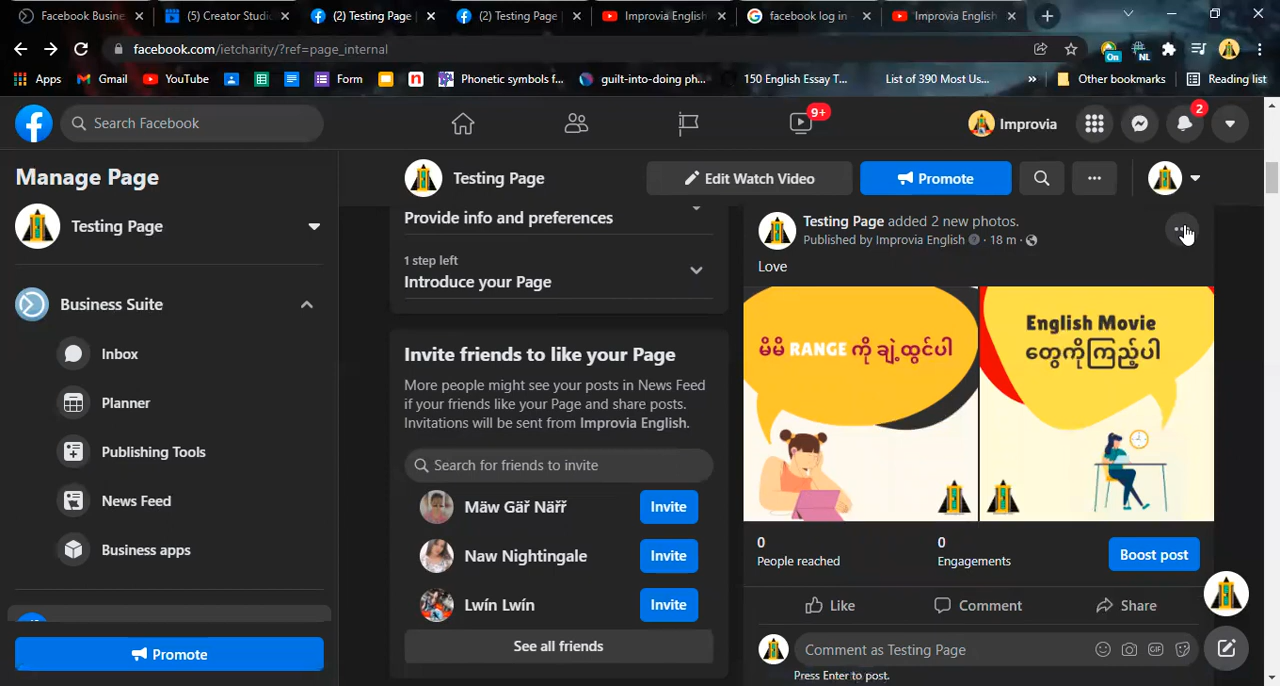 Facebook Busine
(5) Creator Studi
(2) Testing Page
(2) Testing Page
Improvia English
facebook log in
Improvia English
facebook.com/ietcharity/?ref=page_internal
On
NL
Apps
Gmail
YouTube
Form
Phonetic symbols f...
guilt-into-doing ph...
150 English Essay T...
List of 390 Most Us...
»
Other bookmarks
Reading list
Search Facebook
9+
Improvia
2
Manage Page
Testing Page
Business Suite
Inbox
Planner
Publishing Tools
News Feed
Business apps
Promote
Testing Page
Edit Watch Video
Promote
Provide info and preferences
1 step left
Introduce your Page
Invite friends to like your Page
More people might see your posts in News Feed
if your friends like your Page and share posts.
Invitations will be sent from Improvia English.
Search for friends to invite
Mäw Gäř Näřř Invite
Naw Nightingale Invite
Lwín Lwín Invite
See all friends
Testing Page added 2 new photos.
Published by Improvia English · 18 m ·
Love
မိမိ RANGE ကို ချဲ့ထွင်ပါ
English Movie
တွေကိုကြည့်ပါ
0
People reached
0
Engagements
Boost post
Like
Comment
Share
Comment as Testing Page
GIF
Press Enter to post.